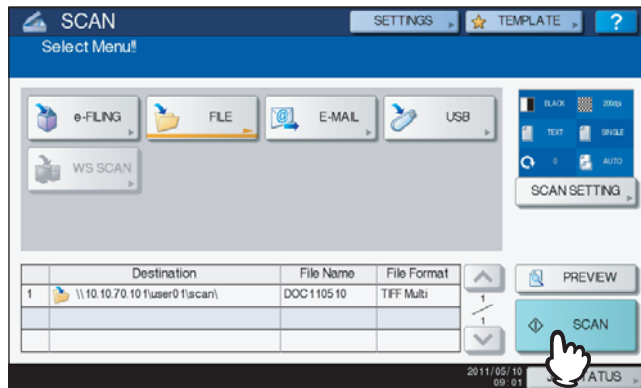 SCAN SETTINGS TEMPLATE ?
Select Menu!!
e-FILING FILE E-MAIL USB
BLACK 200dpi
TEXT SINGLE
0 AUTO
WS SCAN
SCAN SETTING
Destination File Name File Format
1 \\10.10.70.101\user01\scan\ DOC110510 TIFF Multi
PREVIEW
1
1
SCAN
2011/05/10
09:01